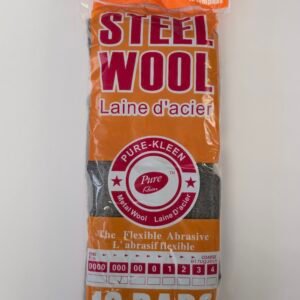 STEEL
WOOL
Laine d'acier
PURE-KLEEN
Pure
Kleen
TM
Metal Wool Laine D'Acier
The Flexible Abrasive
L'abrasif flexible
0000 000 00 0 1 2 3 4